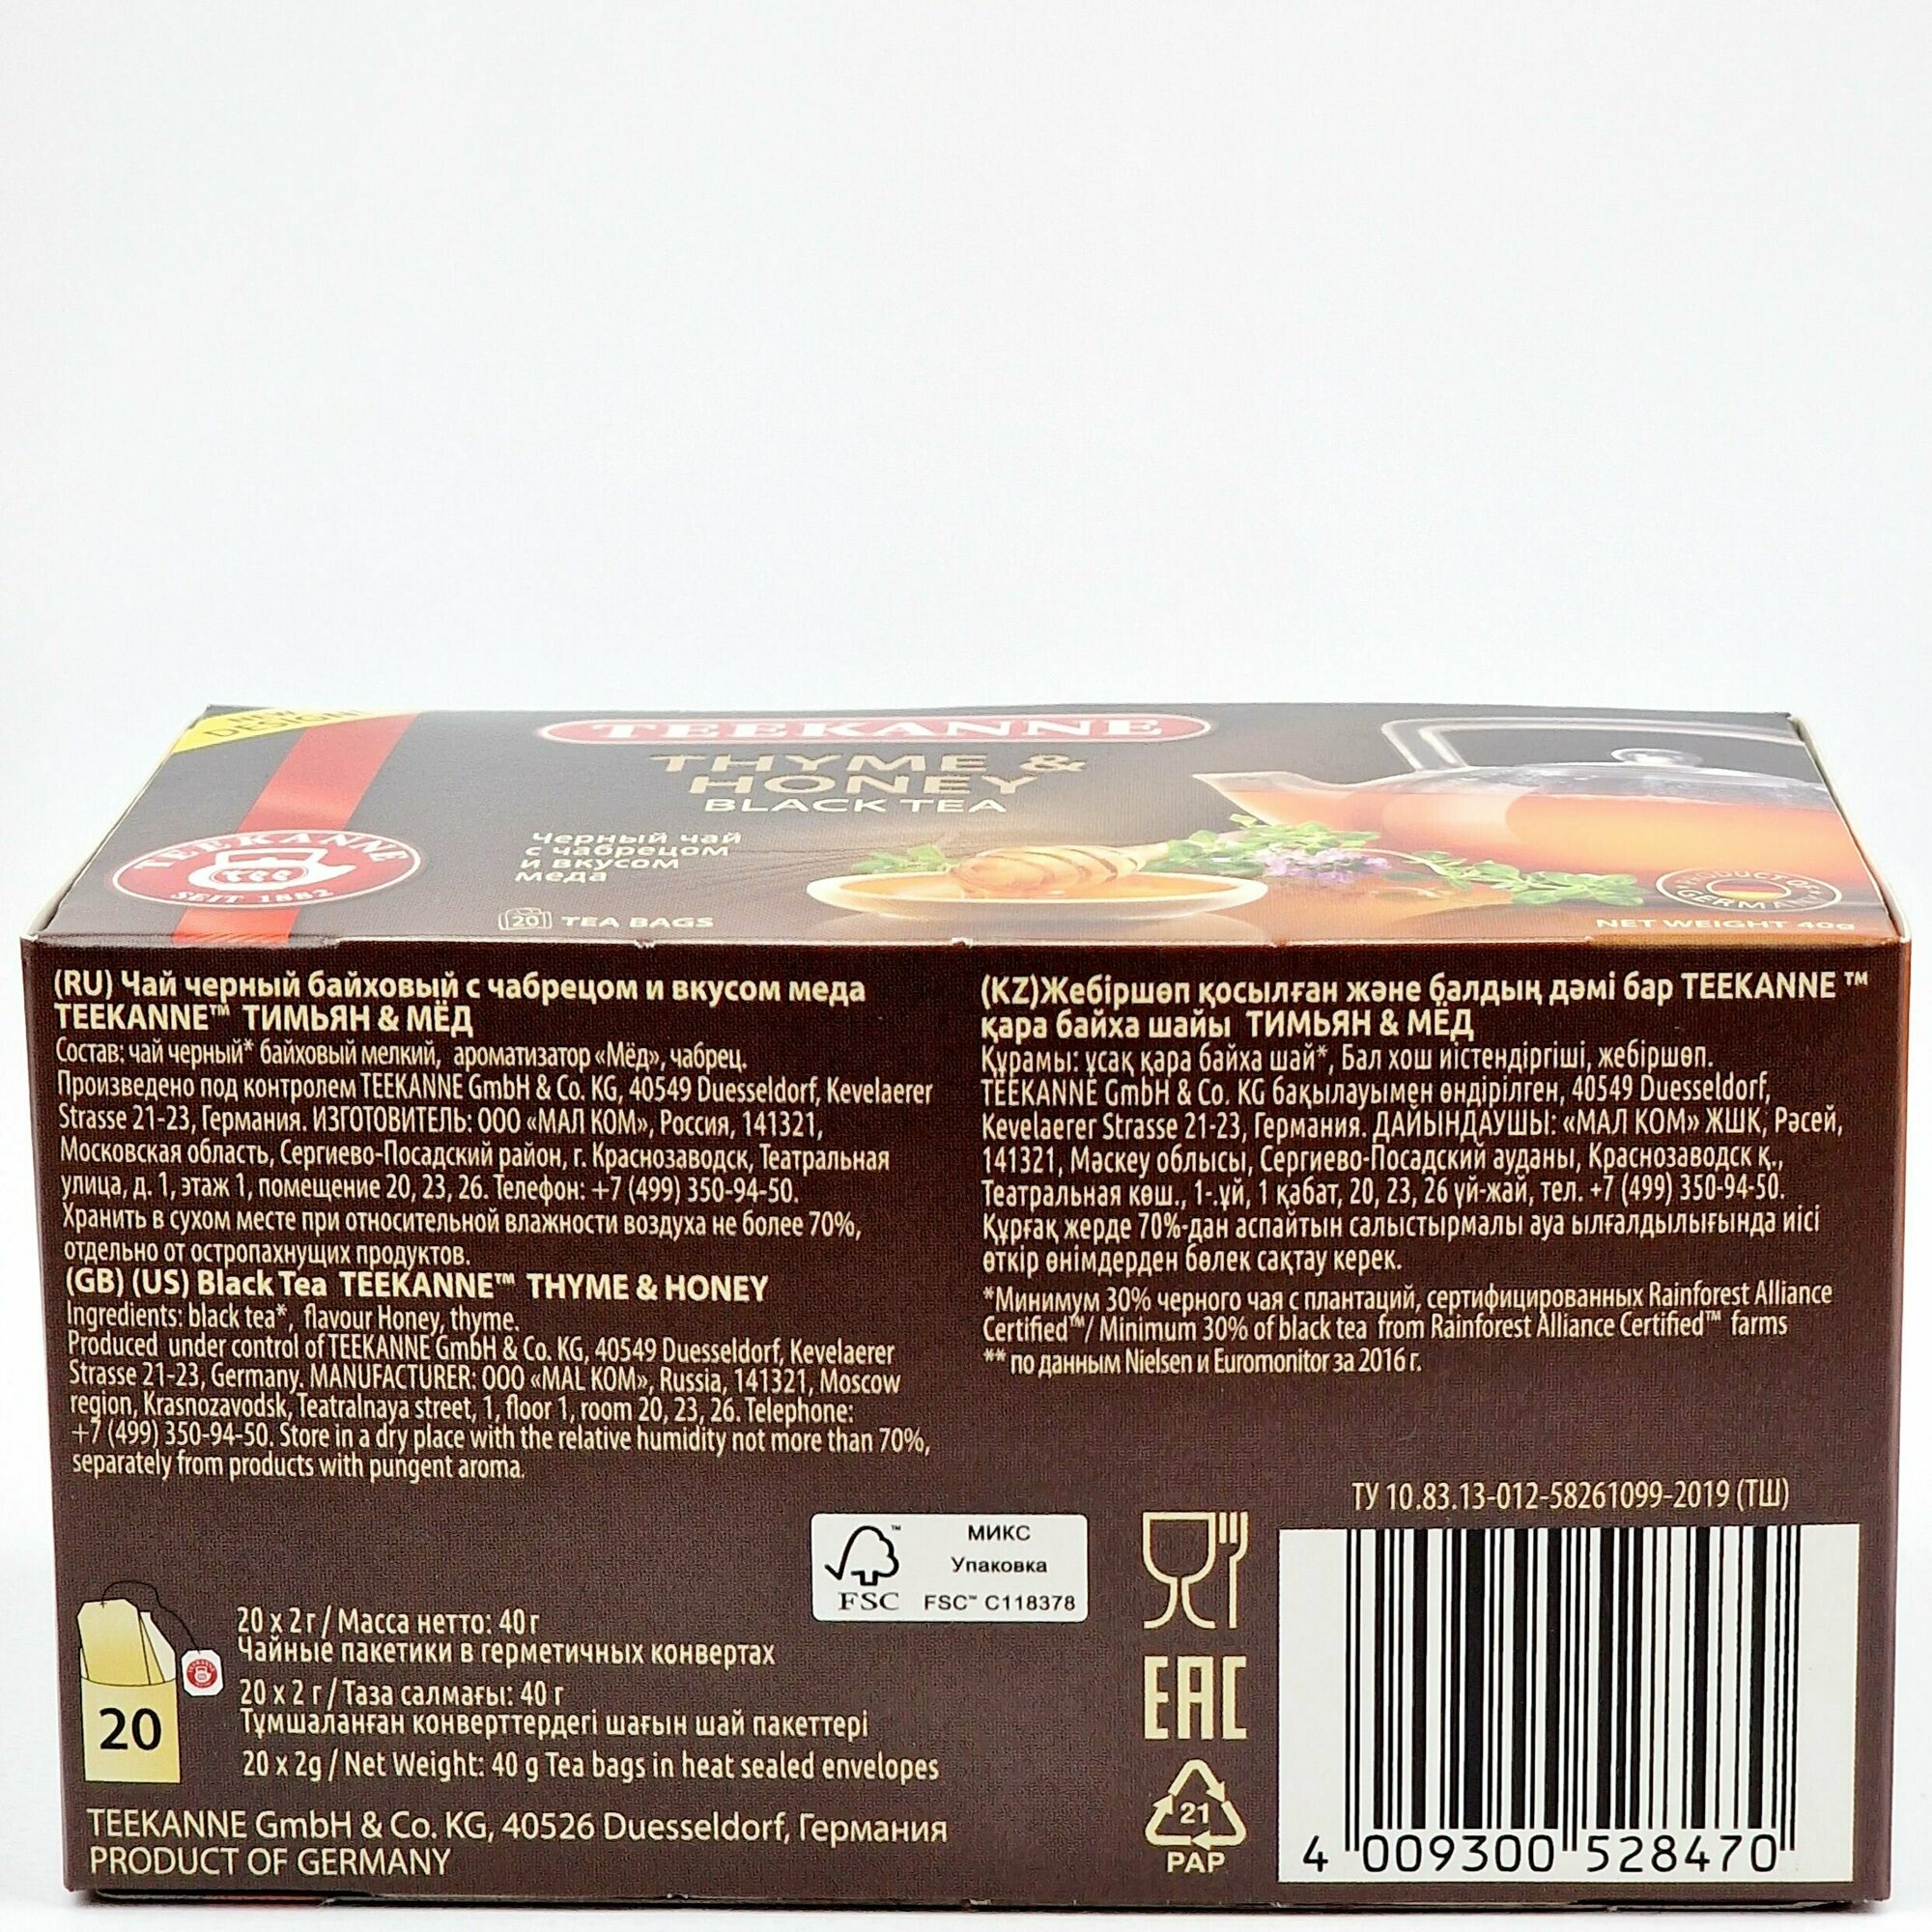 NEW
DESIGN!
TEEKANNE
THYME &
HONEY
BLACK TEA
Черный чай
с чабрецом
и вкусом
меда
20 TEA BAGS
TEEKANNE
TEE
SEIT 1882
PRODUCT OF
GERMANY
NET WEIGHT 40g
(RU) Чай черный байховый с чабрецом и вкусом меда
TEEKANNE™ ТИМЬЯН & МЁД
Состав: чай черный* байховый мелкий, ароматизатор «Мёд», чабрец.
Произведено под контролем TEEKANNE GmbH & Co. KG, 40549 Duesseldorf, Kevelaerer
Strasse 21-23, Германия. ИЗГОТОВИТЕЛЬ: ООО «МАЛ КОМ», Россия, 141321,
Московская область, Сергиево-Посадский район, г. Краснозаводск, Театральная
улица, д. 1, этаж 1, помещение 20, 23, 26. Телефон: +7 (499) 350-94-50.
Хранить в сухом месте при относительной влажности воздуха не более 70%,
отдельно от остропахнущих продуктов.
(GB) (US) Black Tea TEEKANNE™ THYME & HONEY
Ingredients: black tea*, flavour Honey, thyme.
Produced under control of TEEKANNE GmbH & Co. KG, 40549 Duesseldorf, Kevelaerer
Strasse 21-23, Germany. MANUFACTURER: OOO «MAL KOM», Russia, 141321, Moscow
region, Krasnozavodsk, Teatralnaya street, 1, floor 1, room 20, 23, 26. Telephone:
+7 (499) 350-94-50. Store in a dry place with the relative humidity not more than 70%,
separately from products with pungent aroma.
(KZ)Жебіршөп қосылған және балдың дәмі бар TEEKANNE ™
қара байха шайы ТИМЬЯН & МЁД
Құрамы: ұсақ қара байха шай*, Бал хош иістендіргіші, жебіршөп.
TEEKANNE GmbH & Co. KG бақылауымен өндірілген, 40549 Duesseldorf,
Kevelaerer Strasse 21-23, Германия. ДАЙЫНДАУШЫ: «МАЛ КОМ» ЖШК, Рәсей,
141321, Мәскеу облысы, Сергиево-Посадский ауданы, Краснозаводск қ.,
Театральная көш., 1-.ұй, 1 қабат, 20, 23, 26 үй-жай, тел. +7 (499) 350-94-50.
Құрғақ жерде 70%-дан аспайтын салыстырмалы ауа ылғалдылығында иісі
өткір өнімдерден бөлек сақтау керек.
*Минимум 30% черного чая с плантаций, сертифицированных Rainforest Alliance
Certified™/ Minimum 30% of black tea from Rainforest Alliance Certified™ farms
** по данным Nielsen и Euromonitor за 2016 г.
ТУ 10.83.13-012-58261099-2019 (ТШ)
FSC
™
МИКС
Упаковка
FSC™ C118378
20
20 x 2г / Масса нетто: 40г
Чайные пакетики в герметичных конвертах
20 x 2 г / Таза салмағы: 40 г
Тұмшаланған конверттердегі шағын шай пакеттері
20 x 2g / Net Weight: 40 g Tea bags in heat sealed envelopes
TEEKANNE GmbH & Co. KG, 40526 Duesseldorf, Германия
PRODUCT OF GERMANY
EAC
21
PAP
4 009300 528470